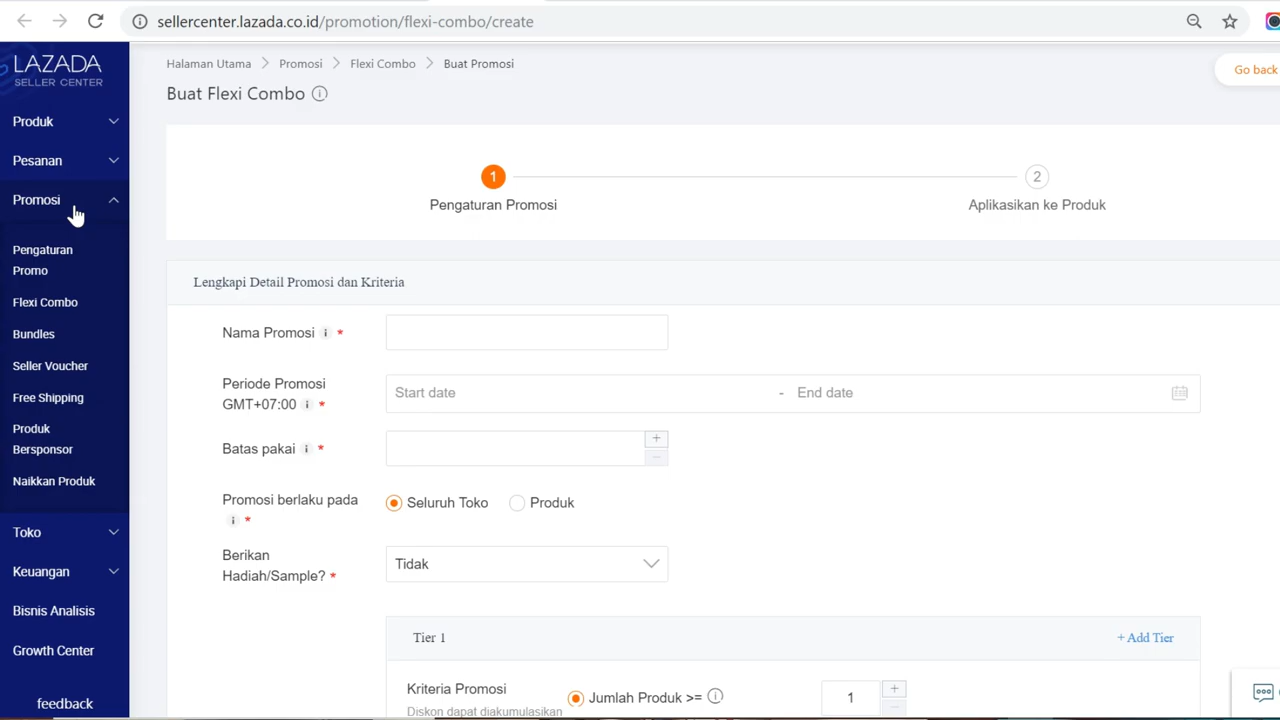 sellercenter.lazada.co.id/promotion/flexi-combo/create
LAZADA
SELLER CENTER
Produk
Pesanan
Promosi
Pengaturan
Promo
Flexi Combo
Bundles
Seller Voucher
Free Shipping
Produk
Bersponsor
Naikkan Produk
Toko
Keuangan
Bisnis Analisis
Growth Center
feedback
Halaman Utama > Promosi > Flexi Combo > Buat Promosi
Go back
Buat Flexi Combo
1
2
Pengaturan Promosi
Aplikasikan ke Produk
Lengkapi Detail Promosi dan Kriteria
Nama Promosi *
Periode Promosi
GMT+07:00 *
Start date - End date
Batas pakai *
Promosi berlaku pada
*
Seluruh Toko Produk
Berikan
Hadiah/Sample? *
Tidak
Tier 1
+ Add Tier
Kriteria Promosi
Diskon dapat diakumulasikan
Jumlah Produk >=
1